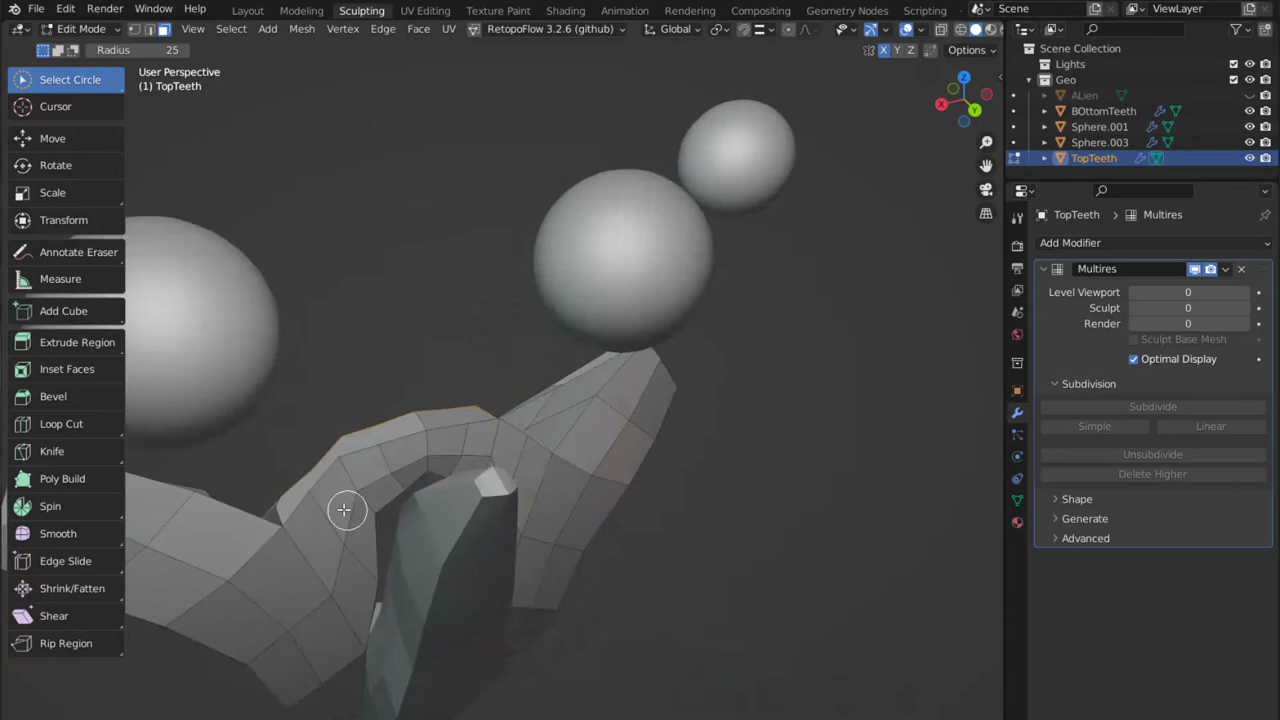 File Edit Render Window Help Layout Modeling Sculpting UV Editing Texture Paint Shading Animation Rendering Compositing Geometry Nodes Scripting Scene ViewLayer
Edit Mode View Select Add Mesh Vertex Edge Face UV RetopoFlow 3.2.6 (github) Global
Radius 25 X Y Z Options
Scene Collection
Lights
Geo
ALien
BOttomTeeth
Sphere.001
Sphere.003
TopTeeth
User Perspective
(1) TopTeeth
Z
X
Y
Select Circle
Cursor
Move
Rotate
Scale
Transform
Annotate Eraser
Measure
Add Cube
Extrude Region
Inset Faces
Bevel
Loop Cut
Knife
Poly Build
Spin
Smooth
Edge Slide
Shrink/Fatten
Shear
Rip Region
TopTeeth Multires
Add Modifier
Multires
Level Viewport 0
Sculpt 0
Render 0
Sculpt Base Mesh
Optimal Display
Subdivision
Subdivide
Simple Linear
Unsubdivide
Delete Higher
Shape
Generate
Advanced